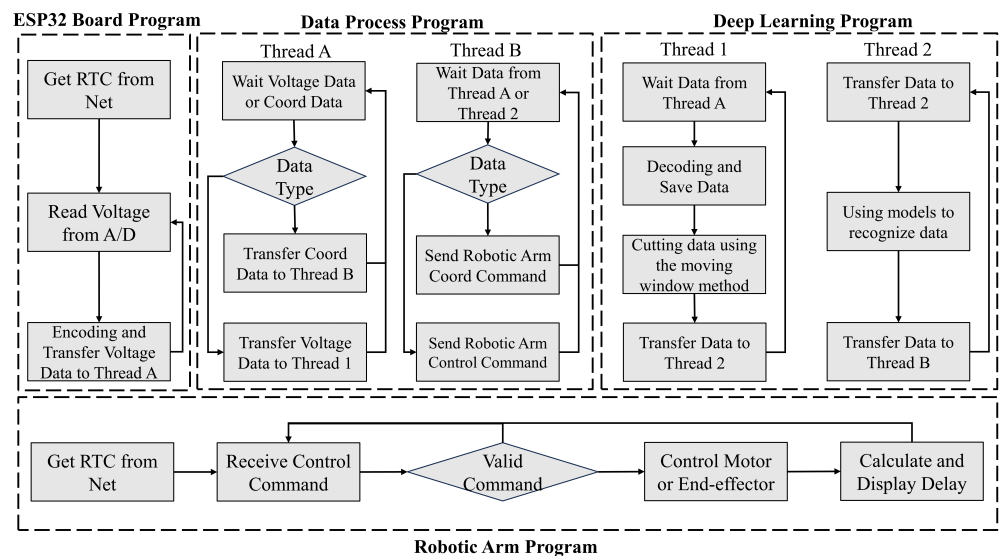 ESP32 Board Program
Get RTC from
Net
Read Voltage
from A/D
Encoding and
Transfer Voltage
Data to Thread A
Data Process Program
Thread A
Wait Voltage Data
or Coord Data
Data
Type
Transfer Coord
Data to Thread B
Transfer Voltage
Data to Thread 1
Thread B
Wait Data from
Thread A or
Thread 2
Data
Type
Send Robotic Arm
Coord Command
Send Robotic Arm
Control Command
Deep Learning Program
Thread 1
Wait Data from
Thread A
Decoding and
Save Data
Cutting data using
the moving
window method
Transfer Data to
Thread 2
Thread 2
Transfer Data to
Thread 2
Using models to
recognize data
Transfer Data to
Thread B
Get RTC from
Net
Receive Control
Command
Valid
Command
Control Motor
or End-effector
Calculate and
Display Delay
Robotic Arm Program